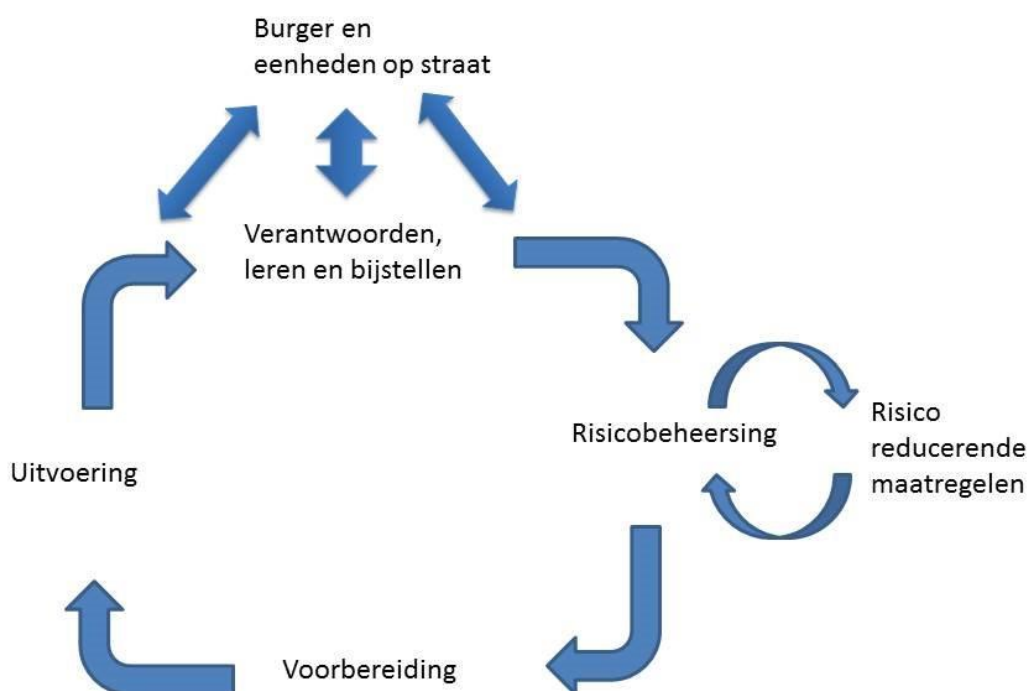 Burger en
eenheden op straat
Verantwoorden,
leren en bijstellen
Risicobeheersing
Risico
reducerende
maatregelen
Uitvoering
Voorbereiding